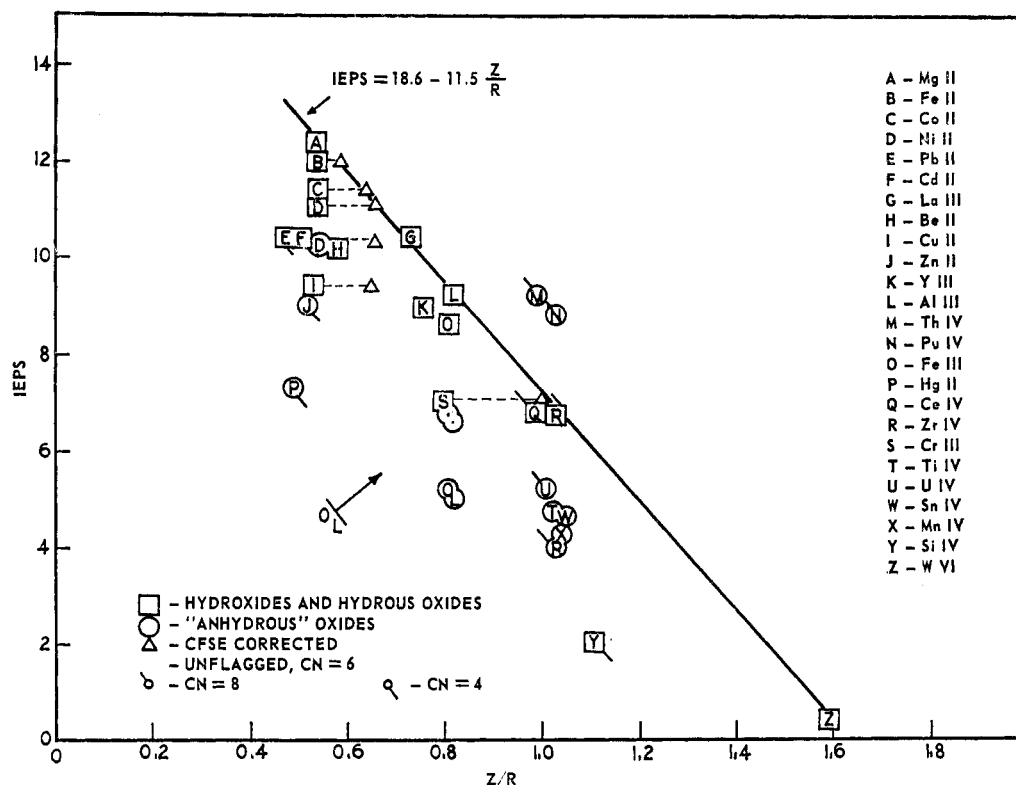 IEPS = 18.6 – 11.5 Z/R
14
12
10
8
6
4
2
0
IEPS
0
0.2
0.4
0.6
0.8
1.0
1.2
1.4
1.6
1.8
Z/R
A
B
C
D
E
F
D
H
G
I
J
L
K
O
M
N
P
S
Q
R
O
L
U
T
W
X
R
O
L
Y
Z
A – Mg II
B – Fe II
C – Co II
D – Ni II
E – Pb II
F – Cd II
G – La III
H – Be II
I – Cu II
J – Zn II
K – Y III
L – Al III
M – Th IV
N – Pu IV
O – Fe III
P – Hg II
Q – Ce IV
R – Zr IV
S – Cr III
T – Ti IV
U – U IV
W – Sn IV
X – Mn IV
Y – Si IV
Z – W VI
– HYDROXIDES AND HYDROUS OXIDES
– "ANHYDROUS" OXIDES
– CFSE CORRECTED
– UNFLAGGED, CN = 6
– CN = 8
– CN = 4